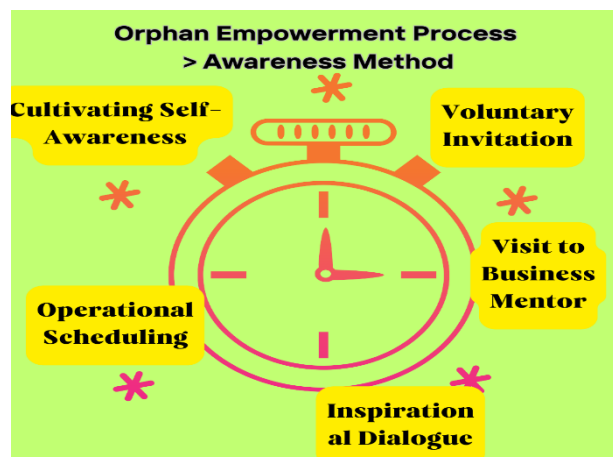 Orphan Empowerment Process
> Awareness Method
Cultivating Self-
Awareness
Voluntary
Invitation
Visit to
Business
Mentor
Operational
Scheduling
Inspiration
al Dialogue